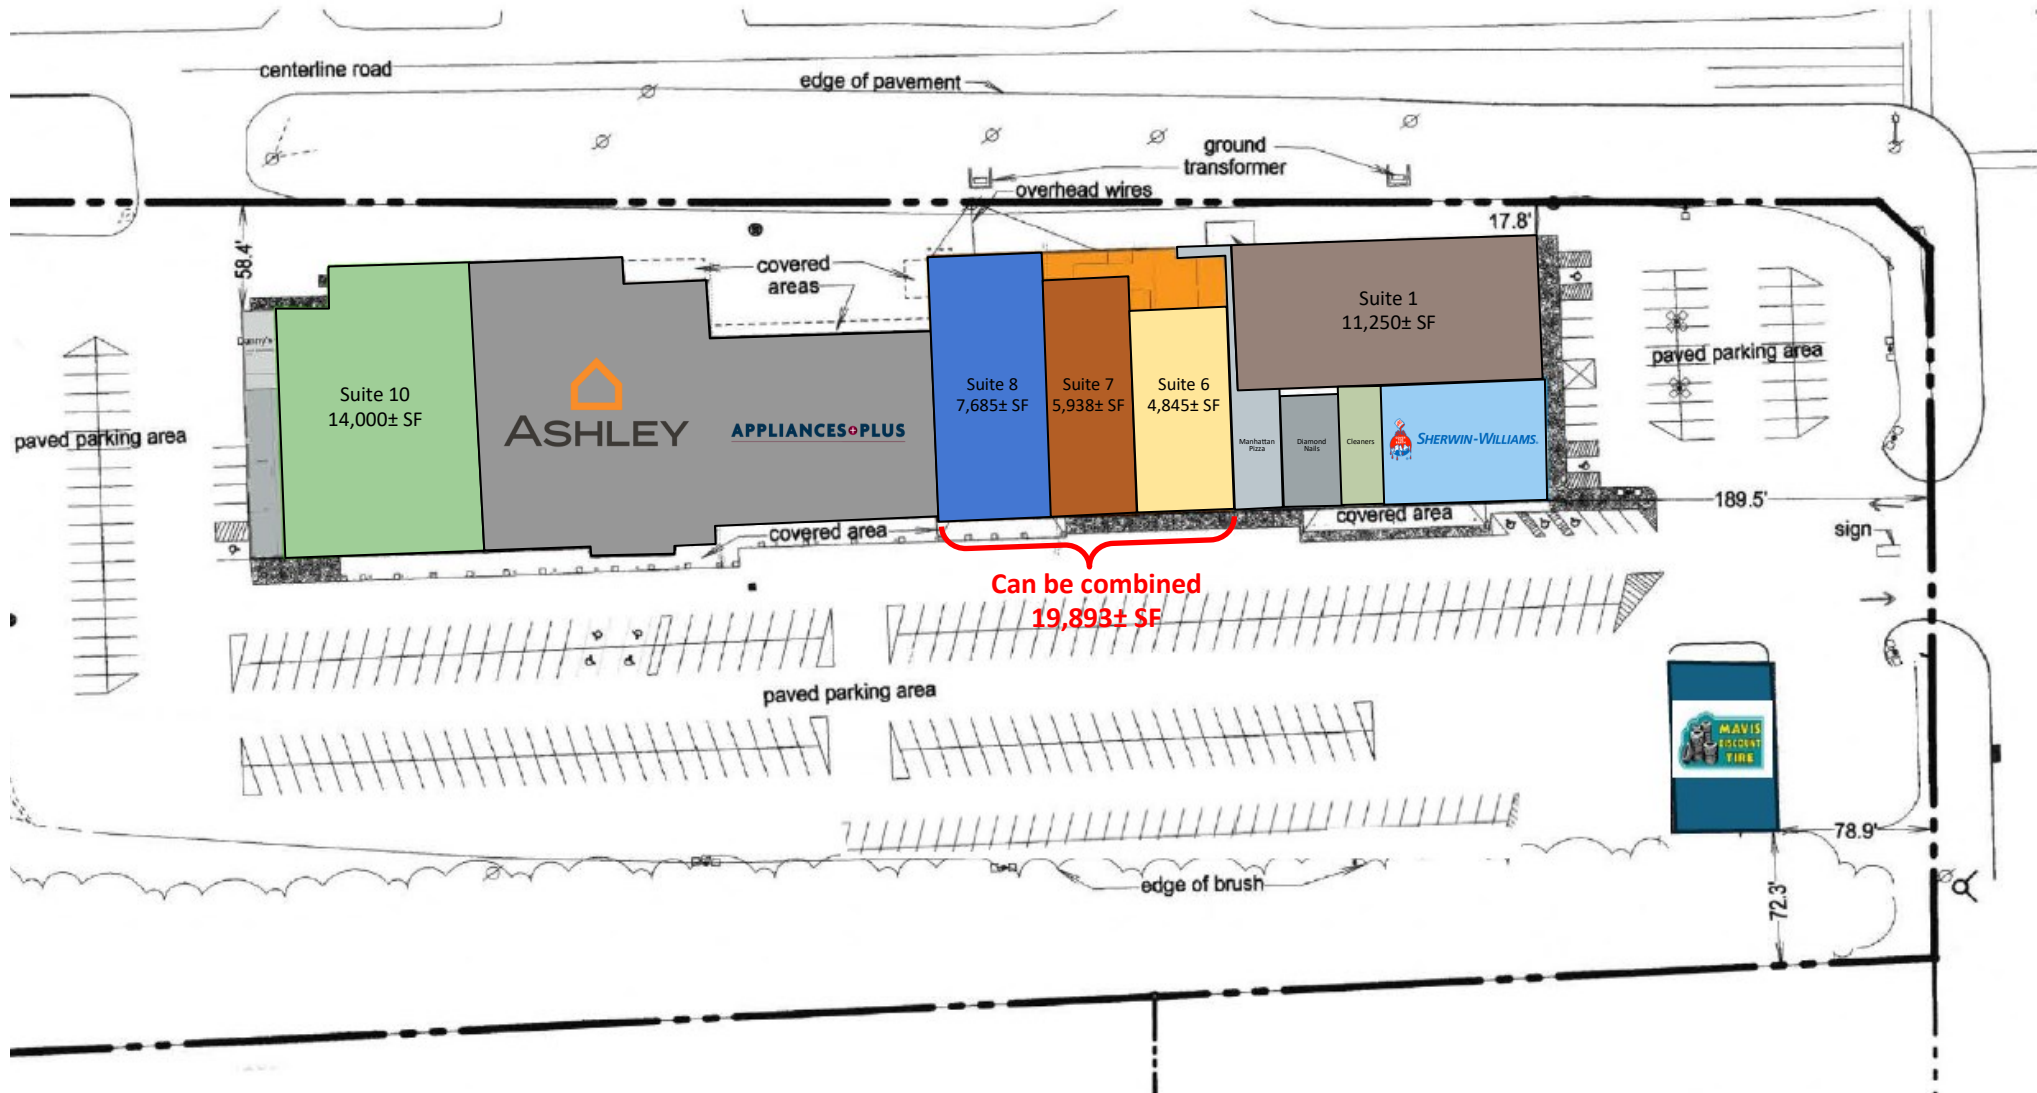 centerline road
edge of pavement
ground
transformer
overhead wires
17.8'
58.4'
covered
areas
Suite 1
11,250± SF
paved parking area
Suite 10
14,000± SF
ASHLEY
APPLIANCES PLUS
Suite 8
7,685± SF
Suite 7
5,938± SF
Suite 6
4,845± SF
Manhattan
Pizza
Diamond
Nails
Cleaners
SHERWIN-WILLIAMS.
paved parking area
189.5'
covered area
covered area
sign
Can be combined
19,893± SF
paved parking area
MAVIS
DISCOUNT
TIRE
78.9'
edge of brush
72.3'